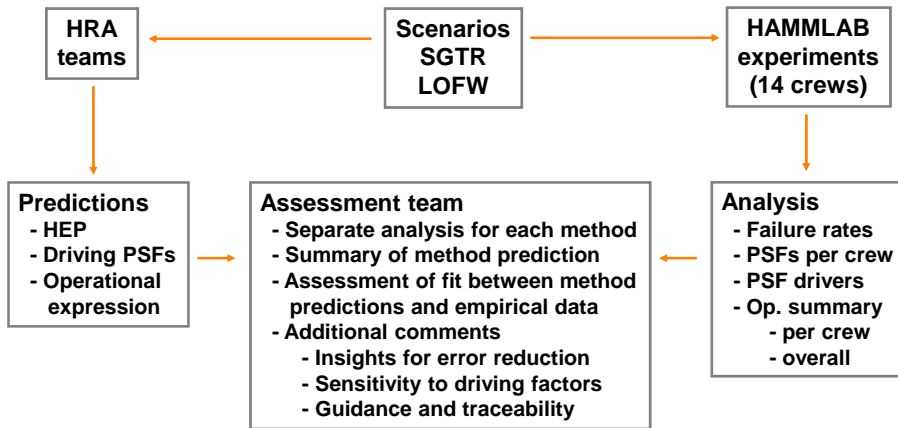 HRA
teams
Scenarios
SGTR
LOFW
HAMMLAB
experiments
(14 crews)
Predictions
- HEP
- Driving PSFs
- Operational
expression
Assessment team
- Separate analysis for each method
- Summary of method prediction
- Assessment of fit between method
predictions and empirical data
- Additional comments
- Insights for error reduction
- Sensitivity to driving factors
- Guidance and traceability
Analysis
- Failure rates
- PSFs per crew
- PSF drivers
- Op. summary
- per crew
- overall